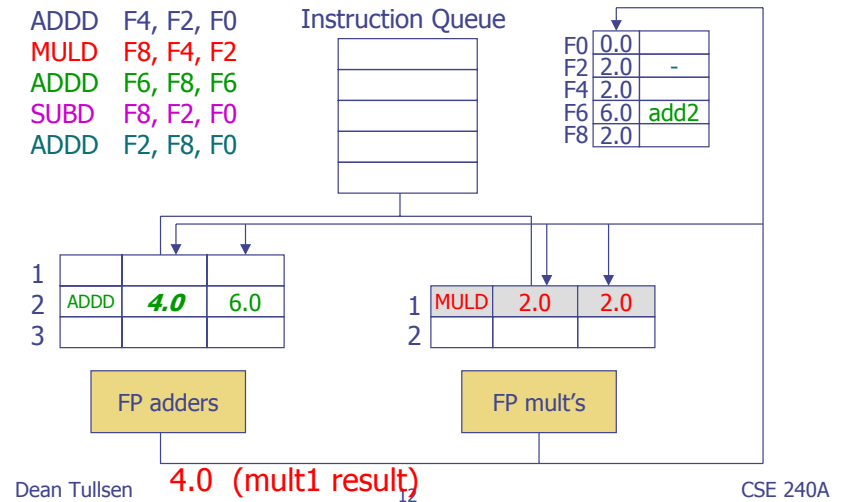 ADDD F4, F2, F0
MULD F8, F4, F2
ADDD F6, F8, F6
SUBD F8, F2, F0
ADDD F2, F8, F0
Instruction Queue
F0 0.0
F2 2.0 -
F4 2.0
F6 6.0 add2
F8 2.0
1
2 ADDD 4.0 6.0
3
1 MULD 2.0 2.0
2
FP adders
FP mult's
4.0 (mult1 result)
Dean Tullsen
12
CSE 240A